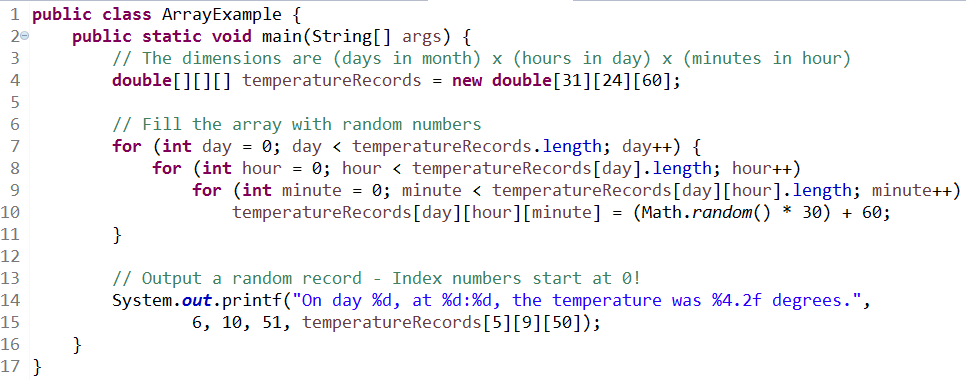 1 public class ArrayExample {
2 public static void main(String[] args) {
3 // The dimensions are (days in month) x (hours in day) x (minutes in hour)
4 double[][][] temperatureRecords = new double[31][24][60];
5
6 // Fill the array with random numbers
7 for (int day = 0; day < temperatureRecords.length; day++) {
8 for (int hour = 0; hour < temperatureRecords[day].length; hour++)
9 for (int minute = 0; minute < temperatureRecords[day][hour].length; minute++)
10 temperatureRecords[day][hour][minute] = (Math.random() * 30) + 60;
11 }
12
13 // Output a random record - Index numbers start at 0!
14 System.out.printf("On day %d, at %d:%d, the temperature was %4.2f degrees.",
15 6, 10, 51, temperatureRecords[5][9][50]);
16 }
17 }